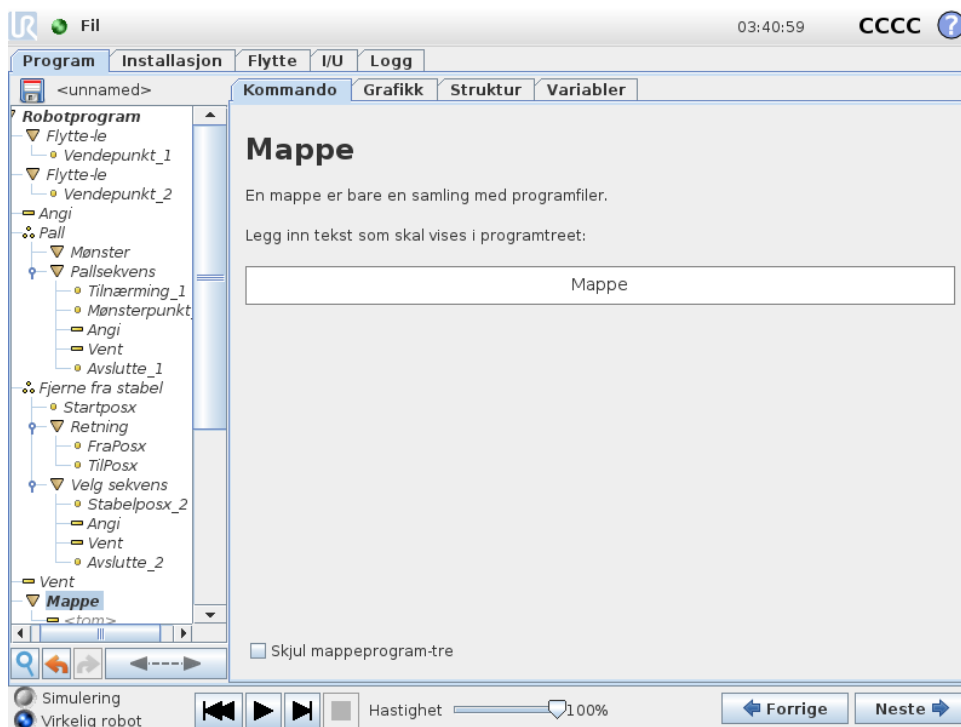 UR Fil 03:40:59 CCCC ?
Program Installasjon Flytte I/U Logg
<unnamed>
Kommando Grafikk Struktur Variabler
Robotprogram
Flytte-le
Vendepunkt_1
Flytte-le
Vendepunkt_2
Angi
Pall
Mønster
Pallsekvens
Tilnærming_1
Mønsterpunkt_
Angi
Vent
Avslutte_1
Fjerne fra stabel
Startposx
Retning
FraPosx
TilPosx
Velg sekvens
Stabelposx_2
Angi
Vent
Avslutte_2
Vent
Mappe
<tom>
Mappe
En mappe er bare en samling med programfiler.
Legg inn tekst som skal vises i programtreet:
Mappe
Skjul mappeprogram-tre
Simulering
Virkelig robot
Hastighet 100%
Forrige Neste